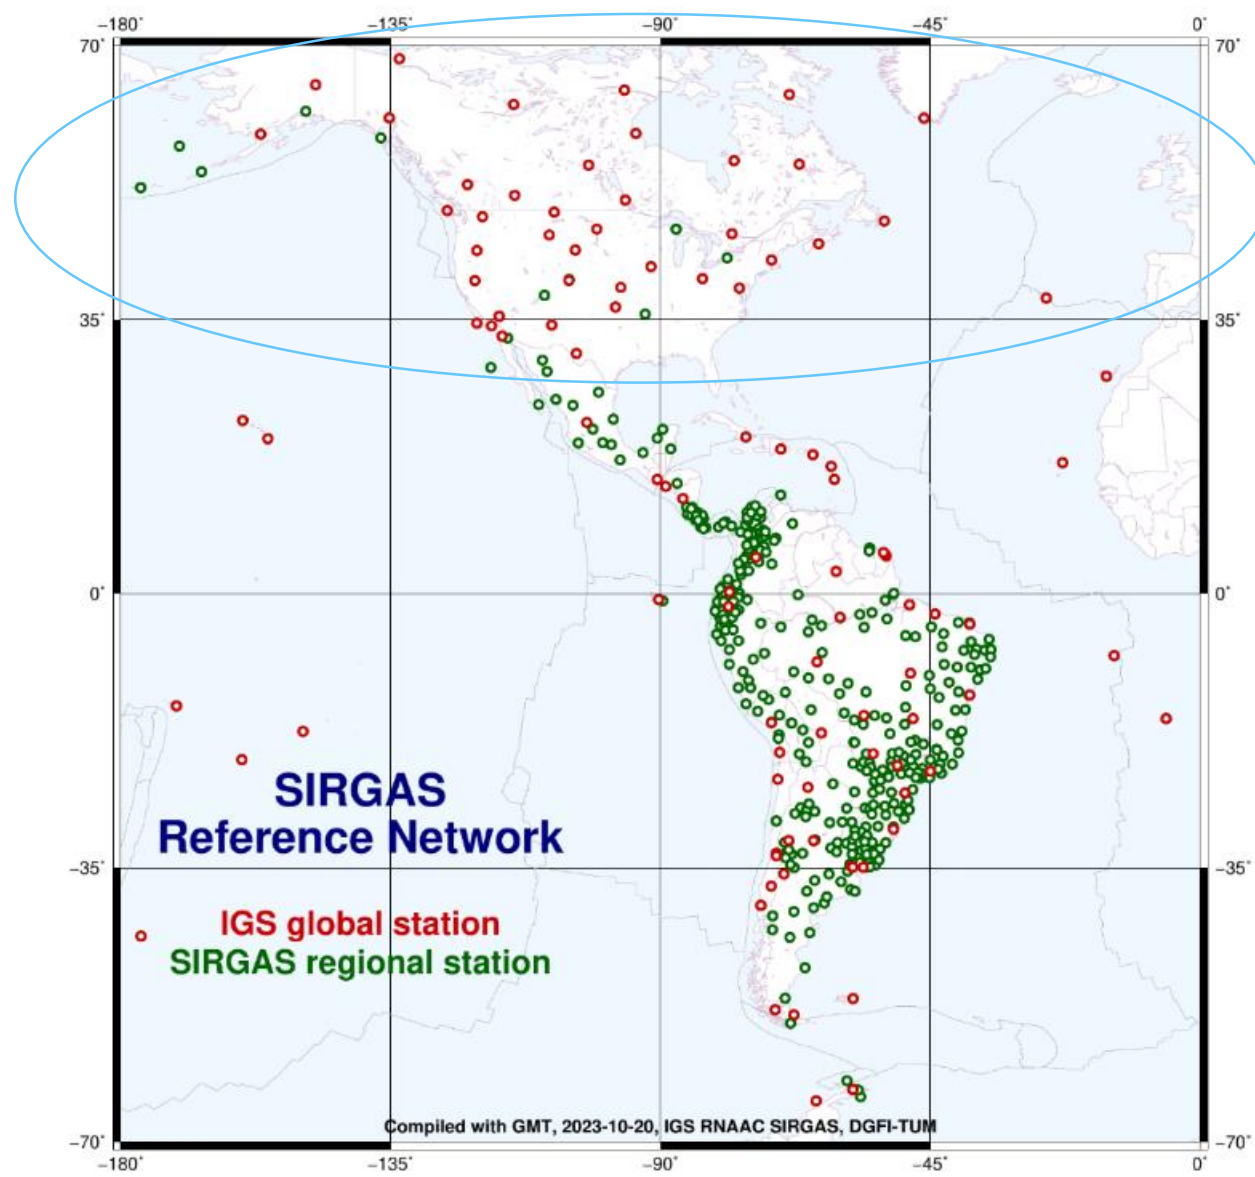 -180° -135° -90° -45° 0°
70° 70°
35° 35°
0° 0°
SIRGAS
Reference Network
-35° -35°
IGS global station
SIRGAS regional station
Compiled with GMT, 2023-10-20, IGS RNAAC SIRGAS, DGFI-TUM
-70° -70°
-180° -135° -90° -45° 0°